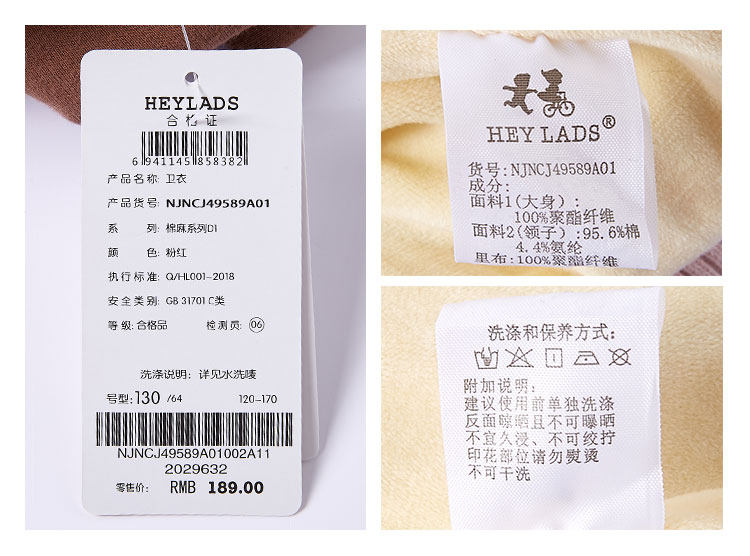 HEYLADS
合格证
6 941145 858382
产品名称: 卫衣
产品货号: NJNCJ49589A01
系 列: 棉麻系列D1
颜 色: 粉红
执行标准: Q/HL001-2018
安全类别: GB 31701 C类
等级: 合格品 检测员: 06
洗涤说明: 详见水洗唛
号型: 130 /64 120-170
NJNCJ49589A01002A11
2029632
零售价: RMB 189.00
HEY LADS®
货号: NJNCJ49589A01
成分:
面料1(大身):
100%聚酯纤维
面料2(领子): 95.6%棉
4.4%氨纶
里布: 100%聚酯纤维
洗涤和保养方式:
附加说明:
建议使用前单独洗涤
反面晾晒且不可曝晒
不宜久浸、不可绞拧
印花部位请勿熨烫
不可干洗